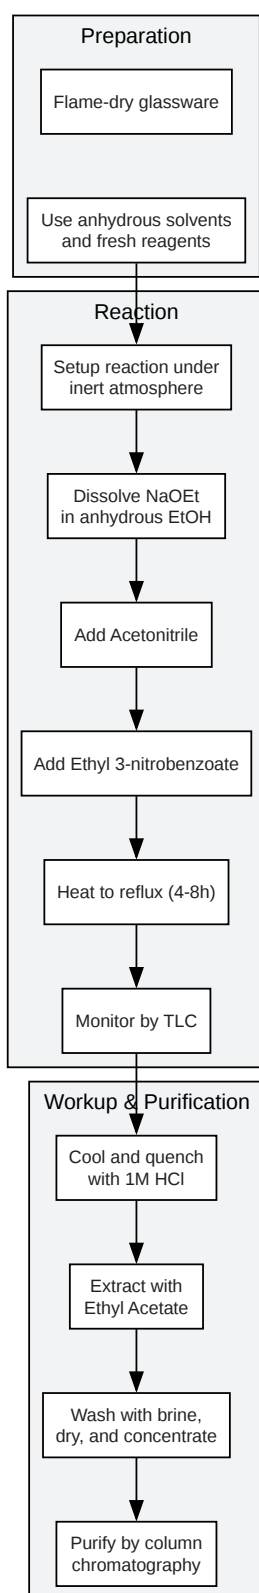 Preparation
Flame-dry glassware
Use anhydrous solvents
and fresh reagents
Reaction
Setup reaction under
inert atmosphere
Dissolve NaOEt
in anhydrous EtOH
Add Acetonitrile
Add Ethyl 3-nitrobenzoate
Heat to reflux (4-8h)
Monitor by TLC
Workup & Purification
Cool and quench
with 1M HCl
Extract with
Ethyl Acetate
Wash with brine,
dry, and concentrate
Purify by column
chromatography